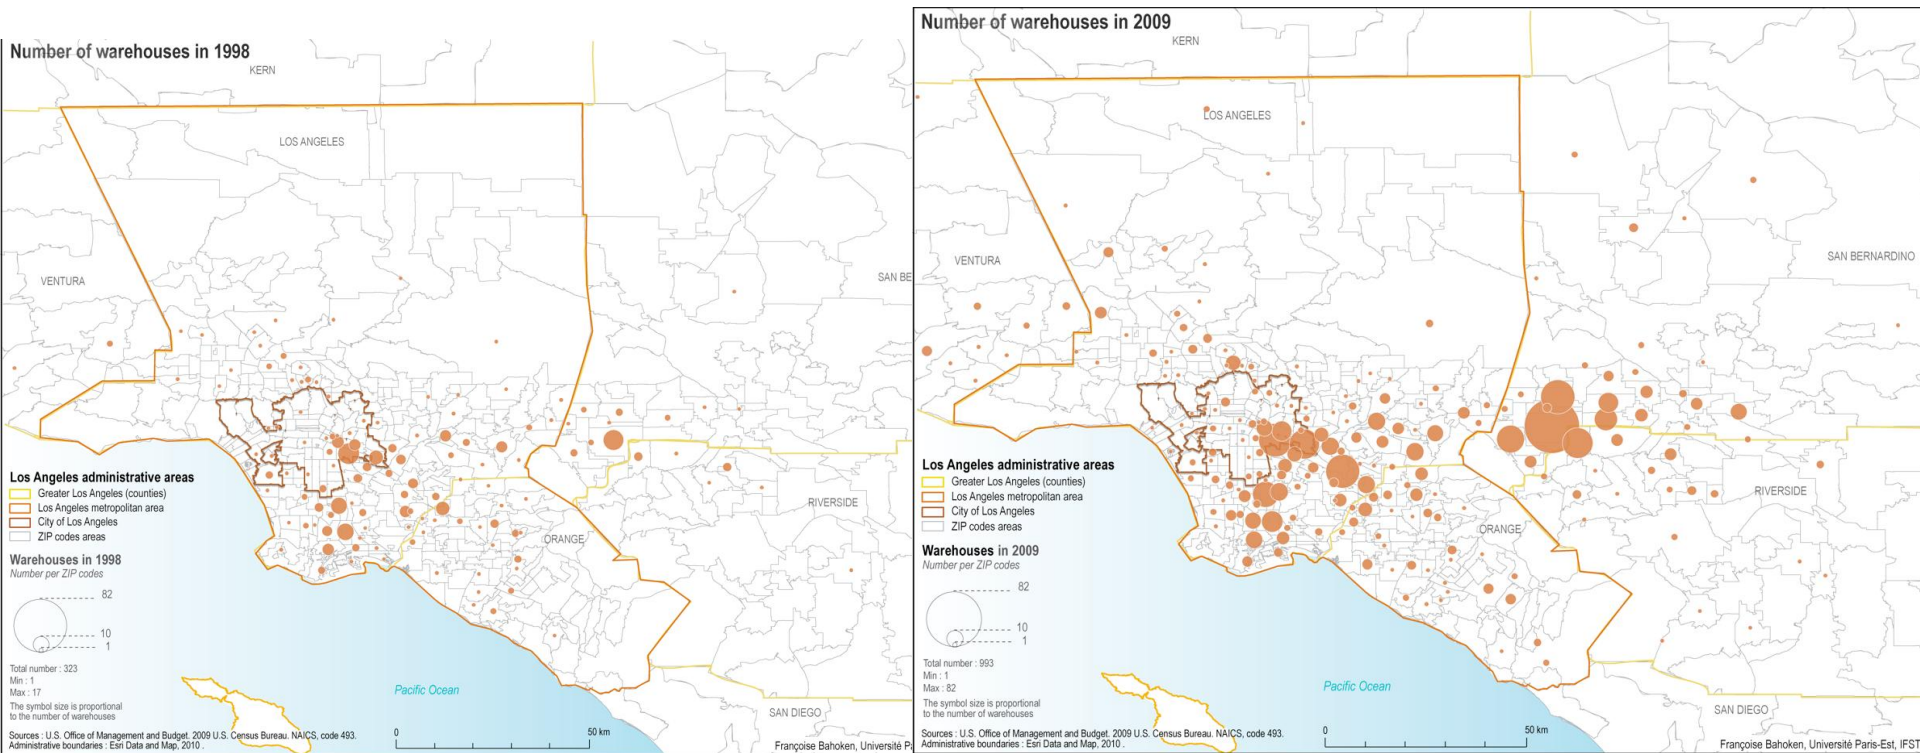 Number of warehouses in 1998
KERN
LOS ANGELES
VENTURA
SAN BE
Los Angeles administrative areas
Greater Los Angeles (counties)
Los Angeles metropolitan area
City of Los Angeles
ZIP codes areas
RIVERSIDE
ORANGE
Warehouses in 1998
Number per ZIP codes
82
10
1
Total number : 323
Min : 1
Max : 17
The symbol size is proportional
to the number of warehouses
Pacific Ocean
SAN DIEGO
0 50 km
Sources : U.S. Office of Management and Budget. 2009 U.S. Census Bureau. NAICS, code 493.
Administrative boundaries : Esri Data and Map, 2010 .
Françoise Bahoken, Université Pa
Number of warehouses in 2009
KERN
LOS ANGELES
VENTURA
SAN BERNARDINO
Los Angeles administrative areas
Greater Los Angeles (counties)
Los Angeles metropolitan area
City of Los Angeles
ZIP codes areas
RIVERSIDE
ORANGE
Warehouses in 2009
Number per ZIP codes
82
10
1
Total number : 993
Min : 1
Max : 82
The symbol size is proportional
to the number of warehouses
Pacific Ocean
SAN DIEGO
0 50 km
Sources : U.S. Office of Management and Budget. 2009 U.S. Census Bureau. NAICS, code 493.
Administrative boundaries : Esri Data and Map, 2010 .
Françoise Bahoken, Université Paris-Est, IFST